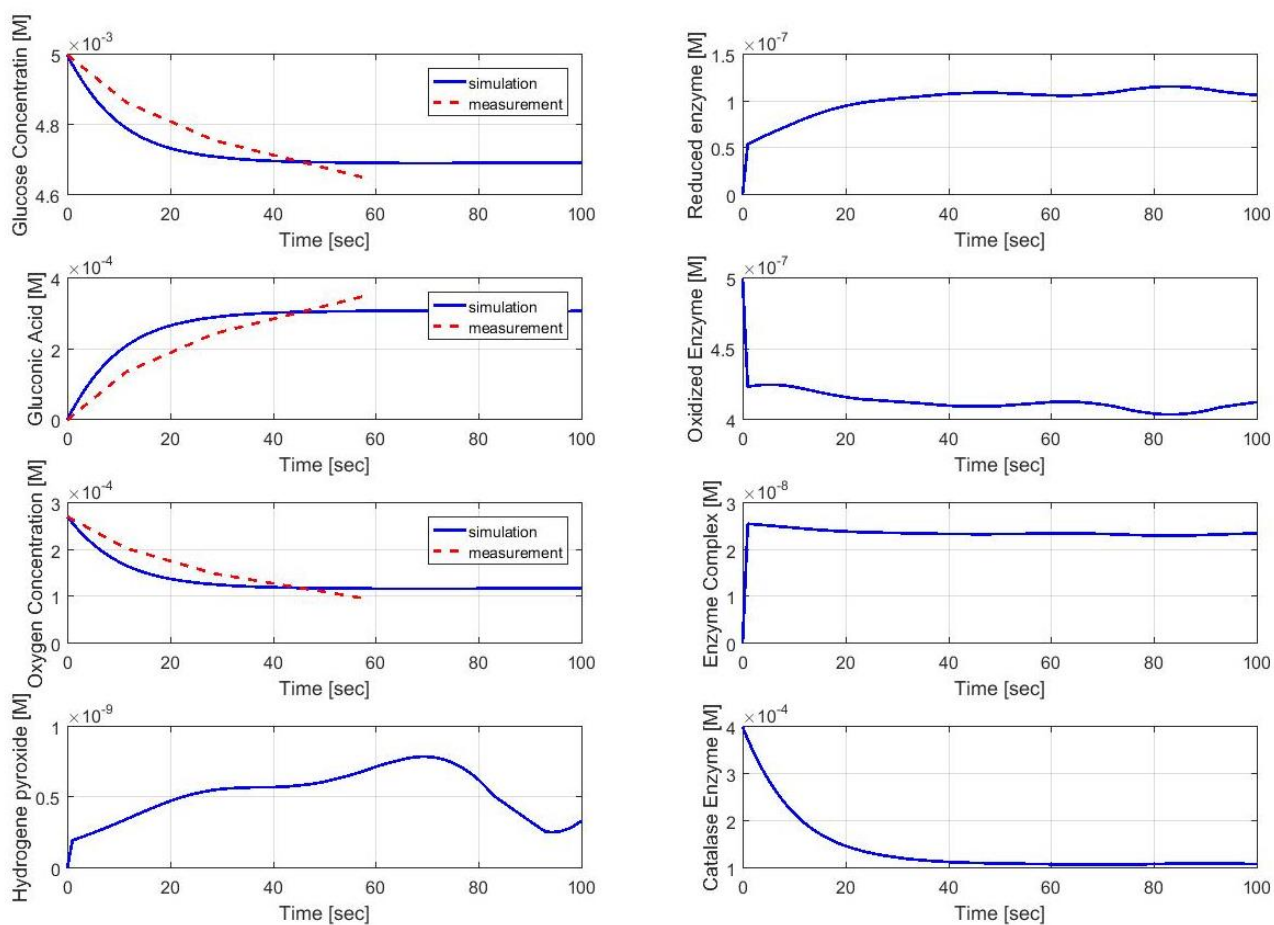 ×10⁻³
Glucose Concentratin [M]
5
4.8
4.6
simulation
measurement
0 20 40 60 80 100
Time [sec]
×10⁻⁴
Gluconic Acid [M]
4
2
0
simulation
measurement
0 20 40 60 80 100
Time [sec]
×10⁻⁴
Oxygen Concentration [M]
3
2
1
0
simulation
measurement
0 20 40 60 80 100
Time [sec]
×10⁻⁹
Hydrogene pyroxide [M]
1
0.5
0
0 20 40 60 80 100
Time [sec]
×10⁻⁷
Reduced enzyme [M]
1.5
1
0.5
0
0 20 40 60 80 100
Time [sec]
×10⁻⁷
Oxidized Enzyme [M]
5
4.5
4
0 20 40 60 80 100
Time [sec]
×10⁻⁸
Enzyme Complex [M]
3
2
1
0
0 20 40 60 80 100
Time [sec]
×10⁻⁴
Catalase Enzyme [M]
4
3
2
1
0 20 40 60 80 100
Time [sec]